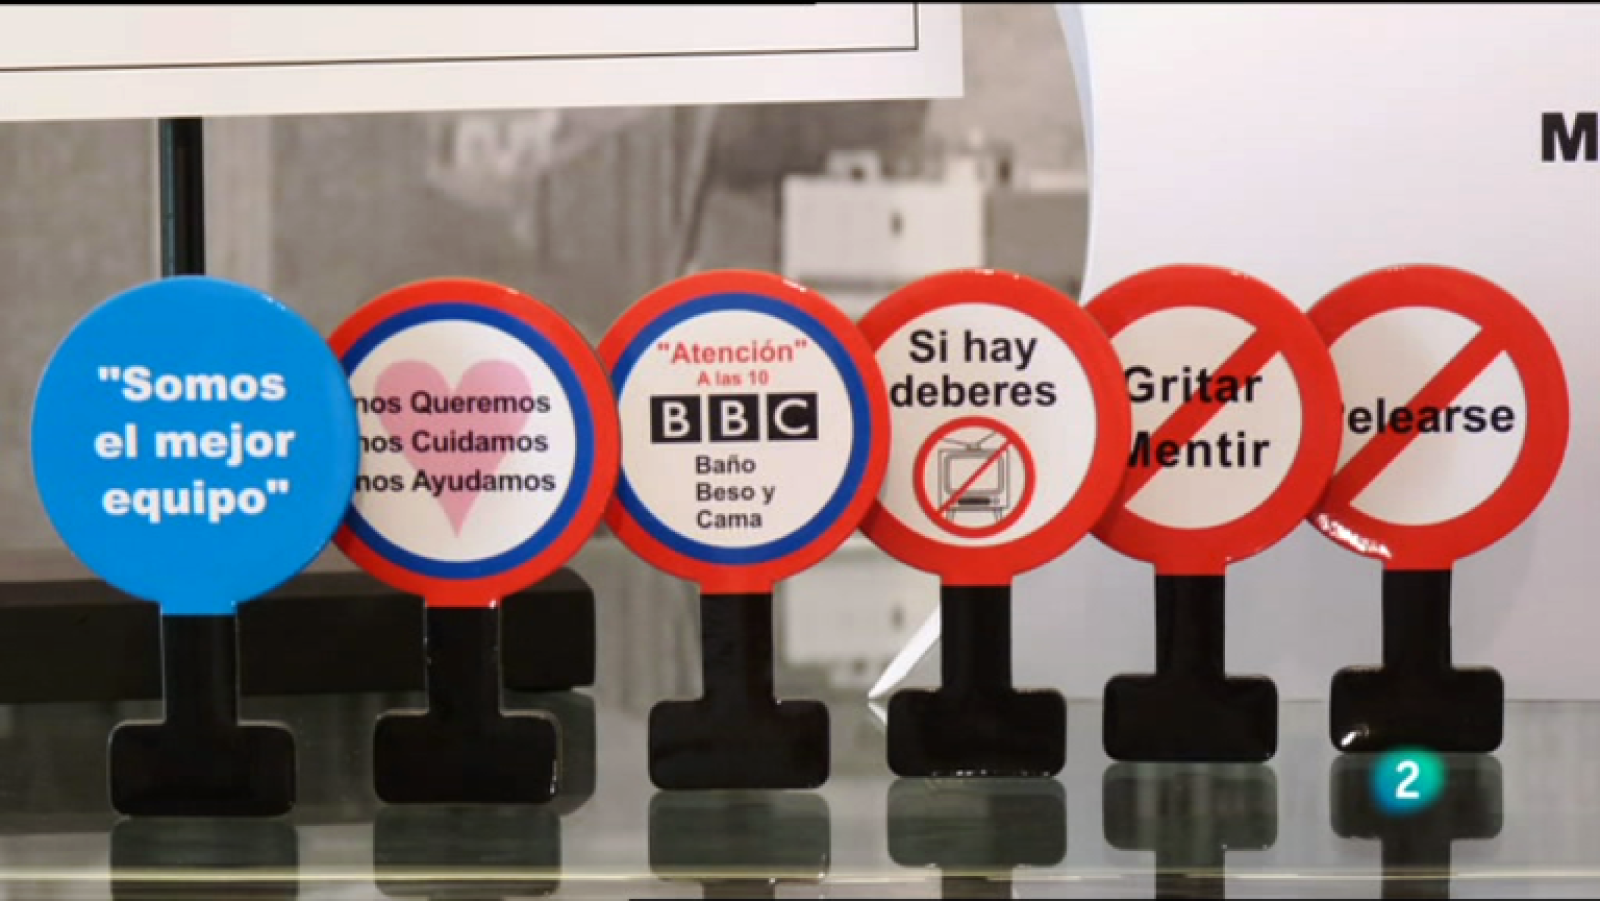 M
"Somos
el mejor
equipo"
nos Queremos
nos Cuidamos
nos Ayudamos
"Atención"
A las 10
BBC
Baño
Beso y
Cama
Si hay
deberes
Gritar
Mentir
elearse
2